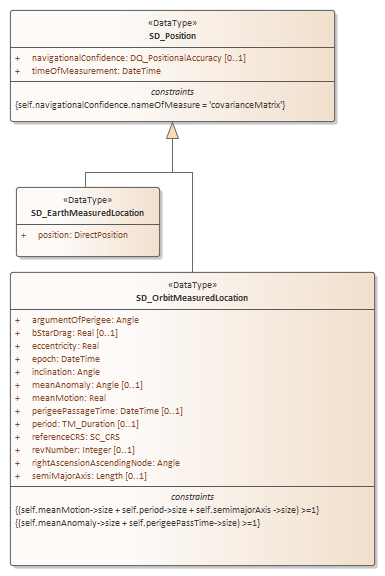 «DataType»
SD_Position
+ navigationalConfidence: DQ_PositionalAccuracy [0..1]
+ timeOfMeasurement: DateTime
constraints
{self.navigationalConfidence.nameOfMeasure = 'covarianceMatrix'}
«DataType»
SD_EarthMeasuredLocation
+ position: DirectPosition
«DataType»
SD_OrbitMeasuredLocation
+ argumentOfPerigee: Angle
+ bStarDrag: Real [0..1]
+ eccentricity: Real
+ epoch: DateTime
+ inclination: Angle
+ meanAnomaly: Angle [0..1]
+ meanMotion: Real
+ perigeePassageTime: DateTime [0..1]
+ period: TM_Duration [0..1]
+ referenceCRS: SC_CRS
+ revNumber: Integer [0..1]
+ rightAscensionAscendingNode: Angle
+ semiMajorAxis: Length [0..1]
constraints
{(self.meanMotion->size + self.period->size + self.semimajorAxis ->size) >=1}
{(self.meanAnomaly->size + self.perigeePassTime->size) >=1}